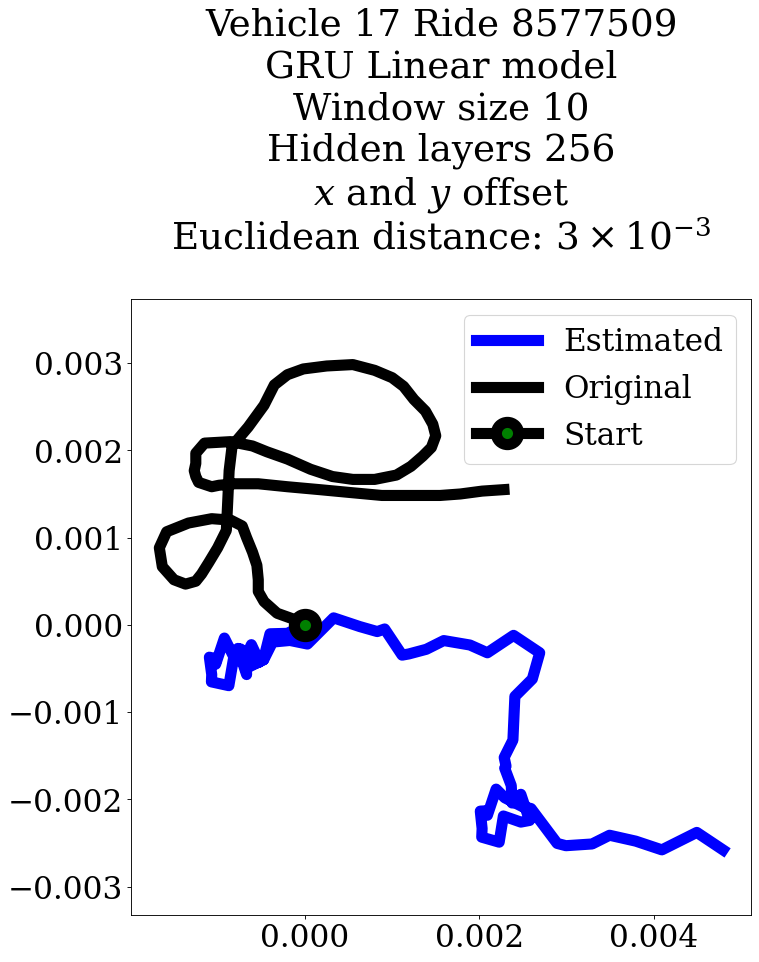 Vehicle 17 Ride 8577509
GRU Linear model
Window size 10
Hidden layers 256
x and y offset
Euclidean distance: 3 × 10⁻³
Estimated
Original
Start
0.003
0.002
0.001
0.000
−0.001
−0.002
−0.003
0.000 0.002 0.004